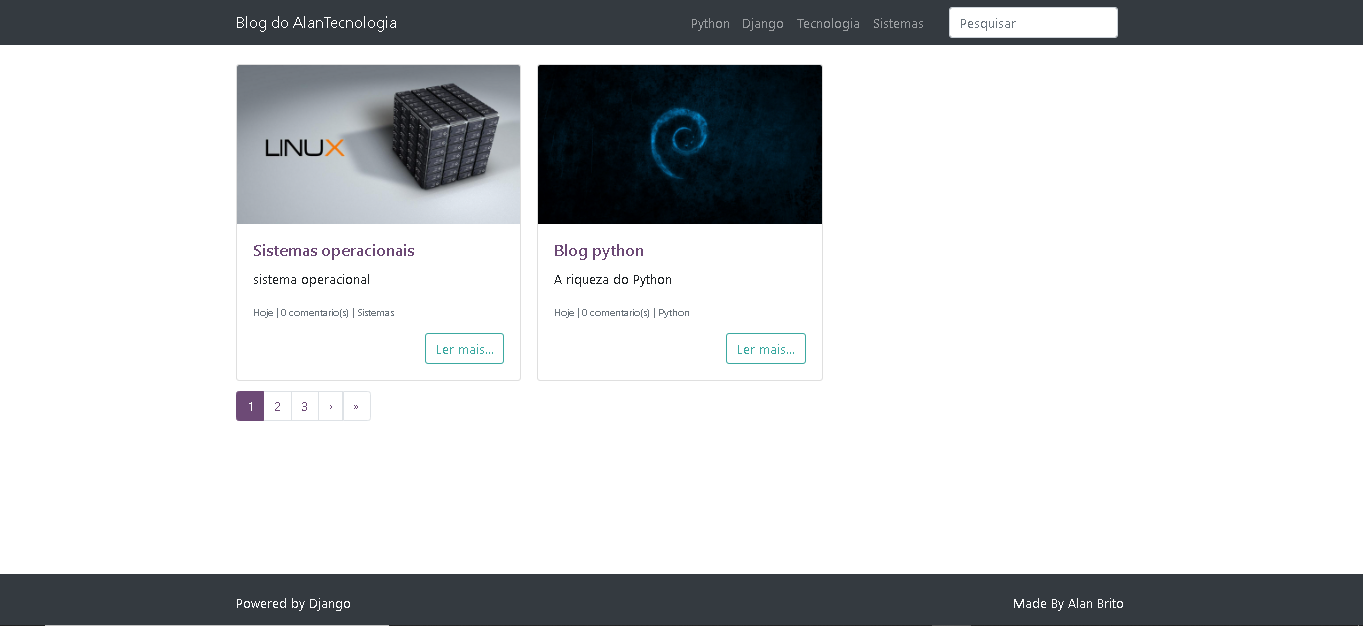 Blog do AlanTecnologia
Python Django Tecnologia Sistemas Pesquisar
LINUX
Sistemas operacionais
sistema operacional
Hoje | 0 comentario(s) | Sistemas
Ler mais...
Blog python
A riqueza do Python
Hoje | 0 comentario(s) | Python
Ler mais...
1 2 3 › »
Powered by Django
Made By Alan Brito